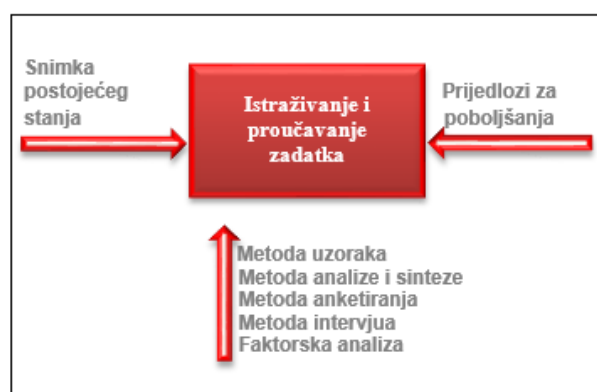 Snimka
postojećeg
stanja
Istraživanje i
proučavanje
zadatka
Prijedlozi za
poboljšanja
Metoda uzoraka
Metoda analize i sinteze
Metoda anketiranja
Metoda intervjua
Faktorska analiza